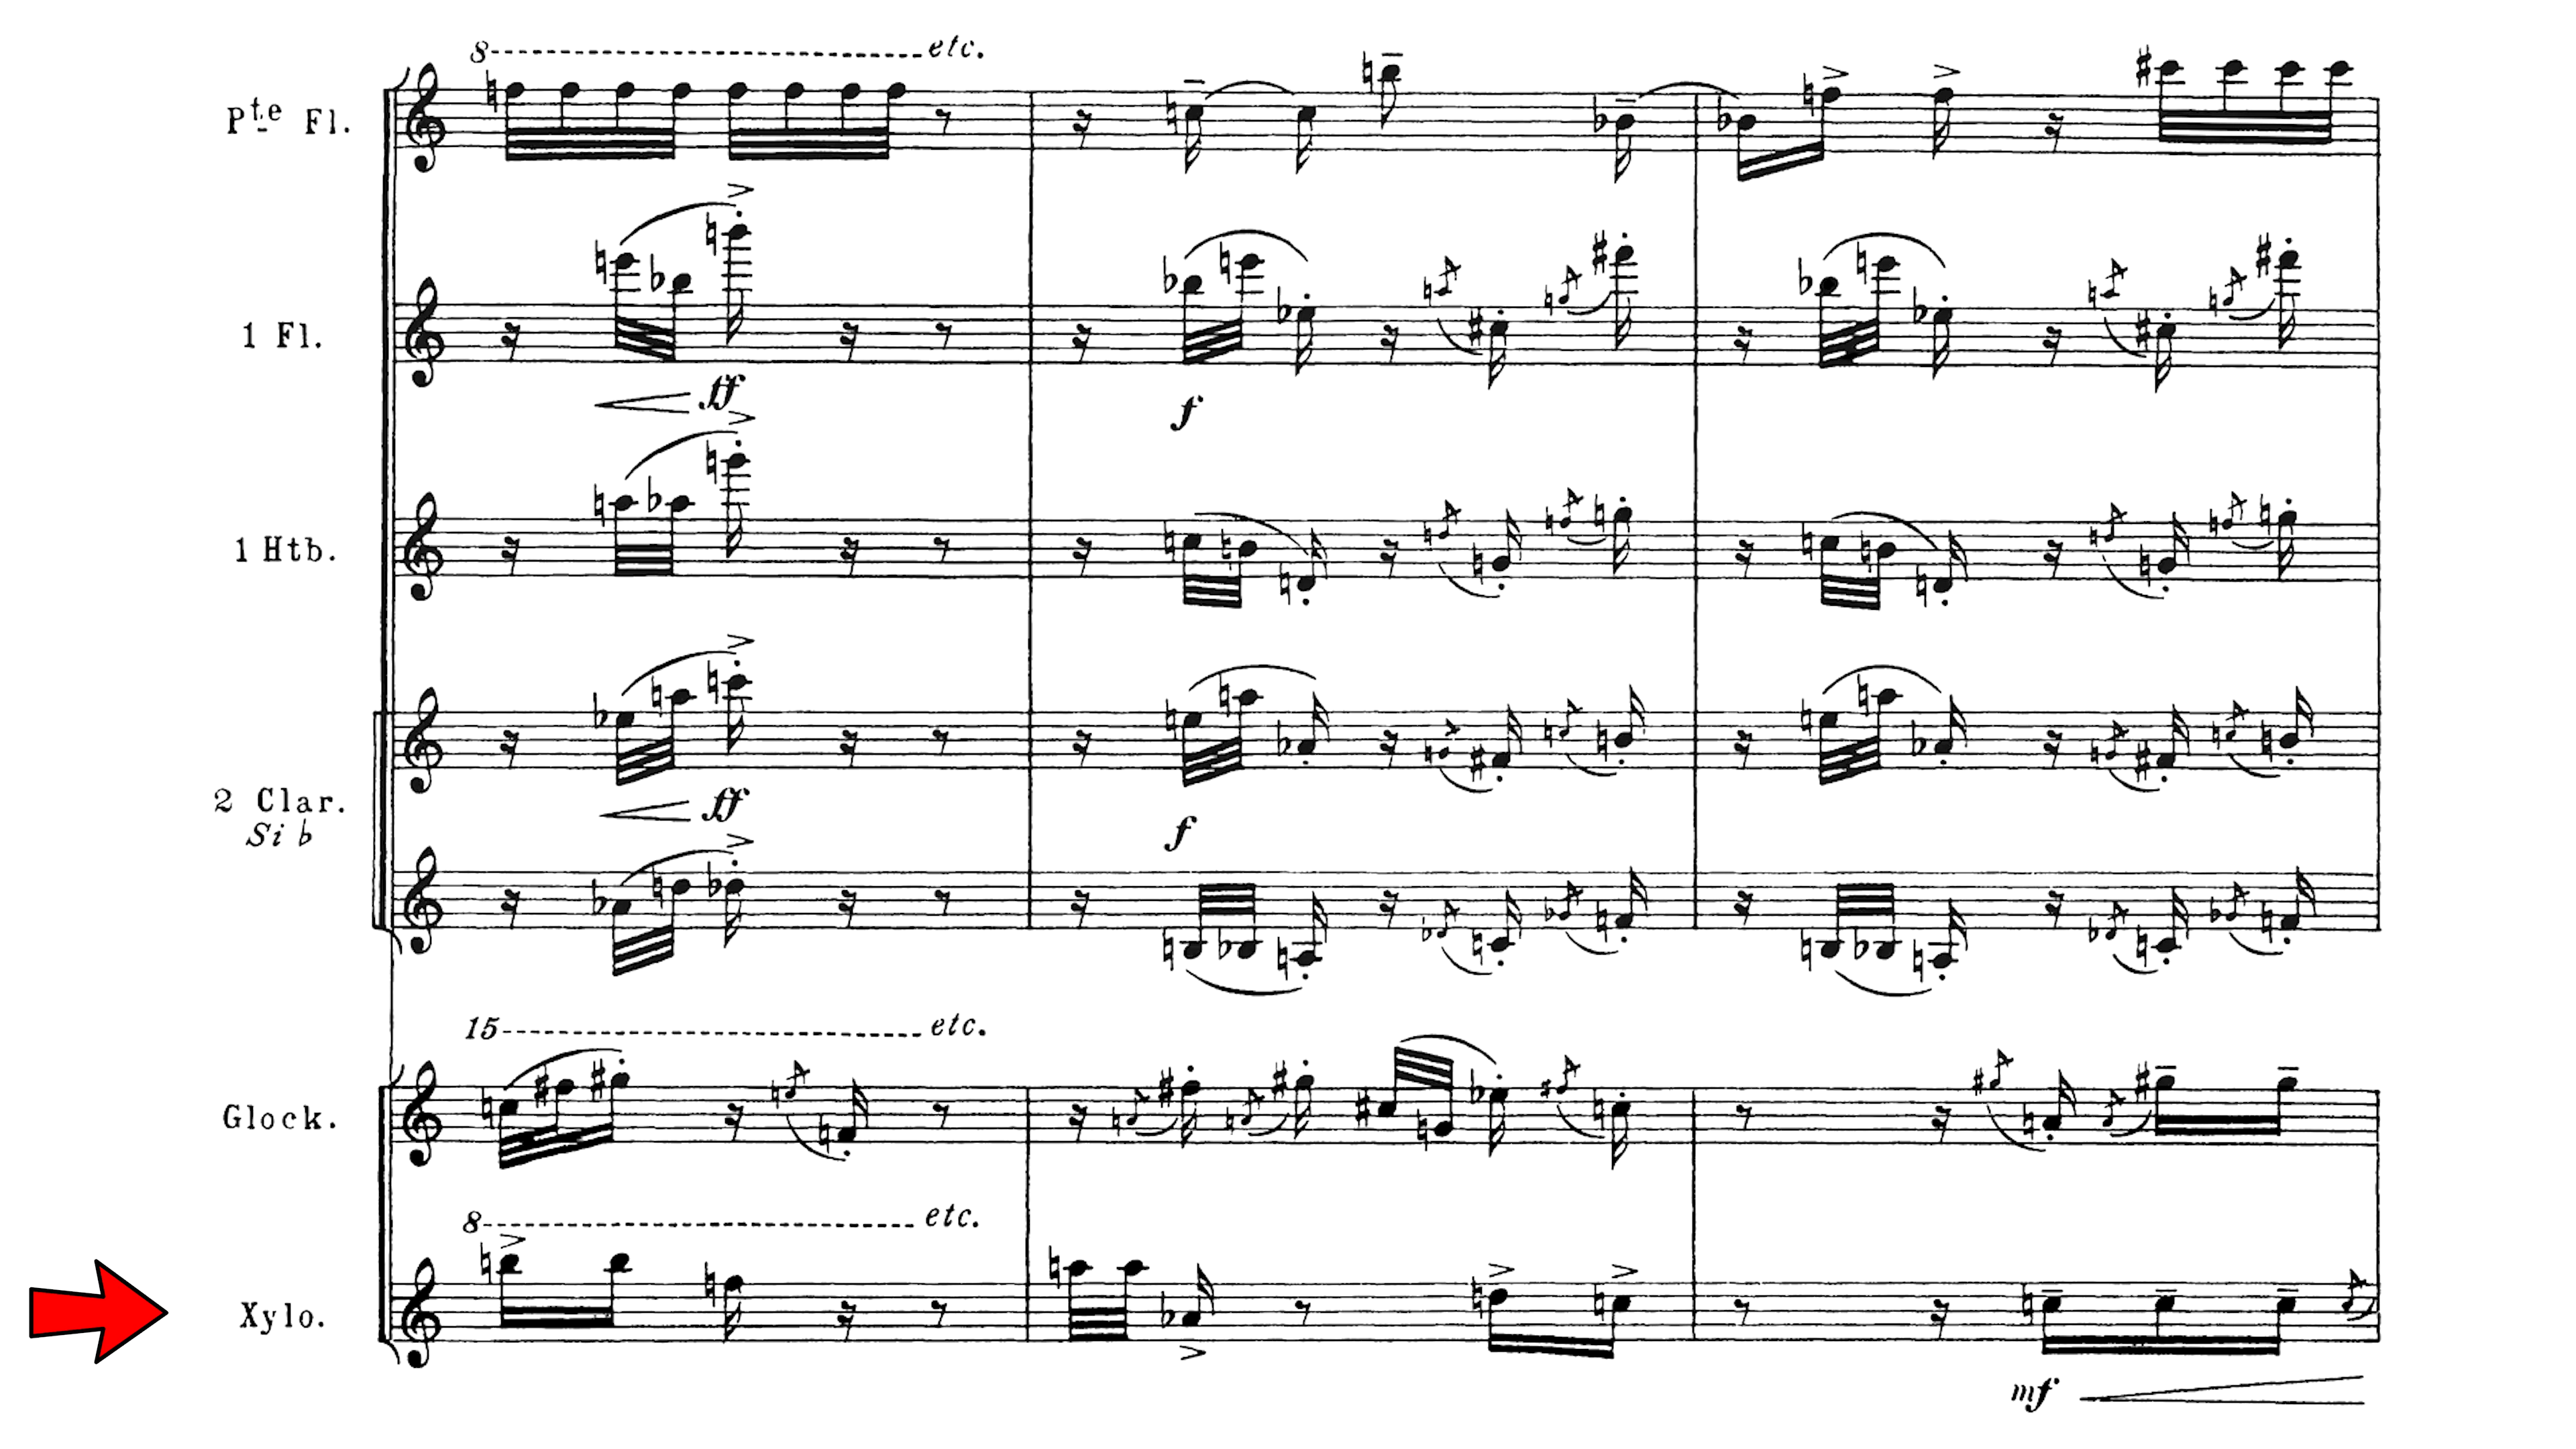 8 etc.
Pte Fl.
1 Fl.
ff
f
1 Htb.
2 Clar.
Si b
ff
f
15 etc.
Glock.
8 etc.
Xylo.
mf